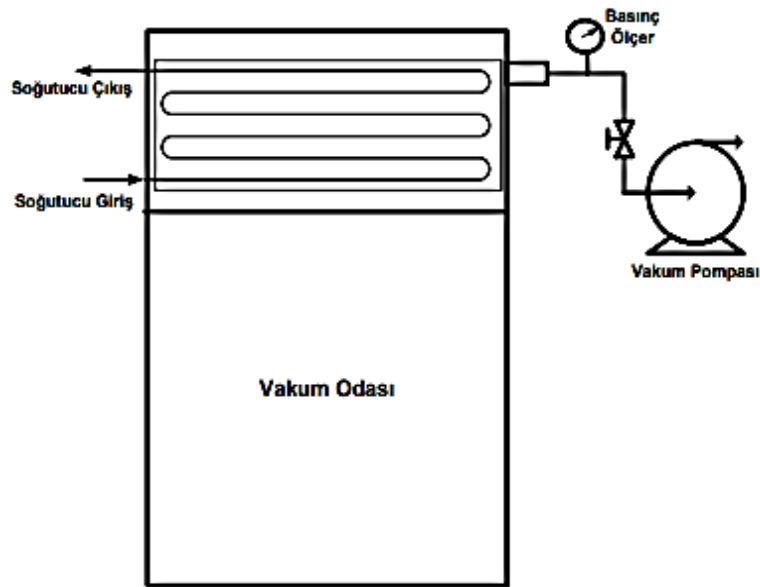 Basınç
Ölçer
Soğutucu Çıkış
Soğutucu Giriş
Vakum Pompası
Vakum Odası